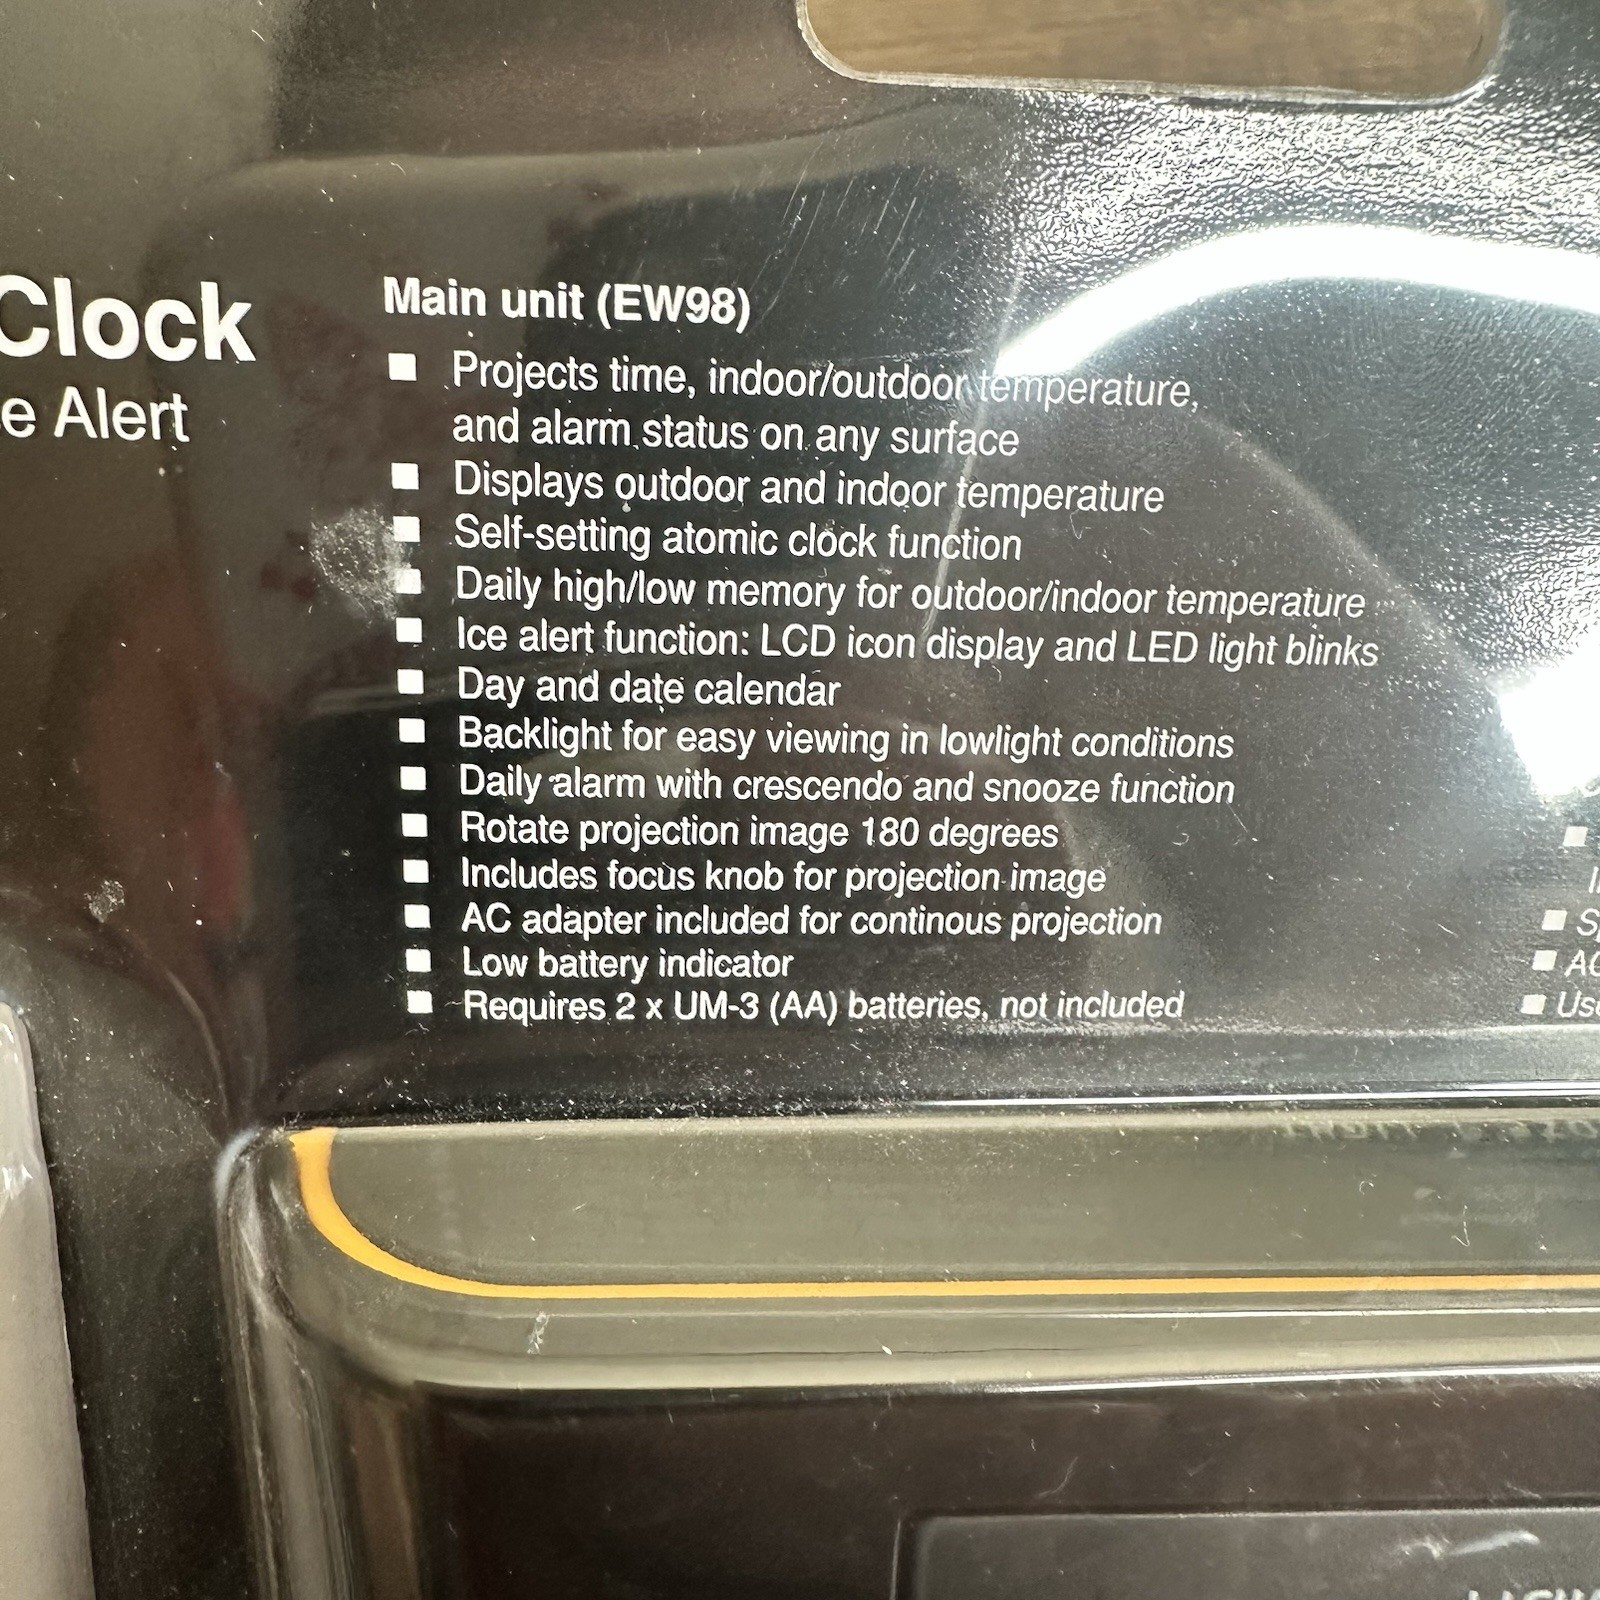 Clock
e Alert
Main unit (EW98)
■ Projects time, indoor/outdoor temperature,
and alarm status on any surface
■ Displays outdoor and indoor temperature
■ Self-setting atomic clock function
■ Daily high/low memory for outdoor/indoor temperature
■ Ice alert function: LCD icon display and LED light blinks
■ Day and date calendar
■ Backlight for easy viewing in lowlight conditions
■ Daily alarm with crescendo and snooze function
■ Rotate projection image 180 degrees
■ Includes focus knob for projection image
■ AC adapter included for continous projection
■ Low battery indicator
■ Requires 2 x UM-3 (AA) batteries, not included